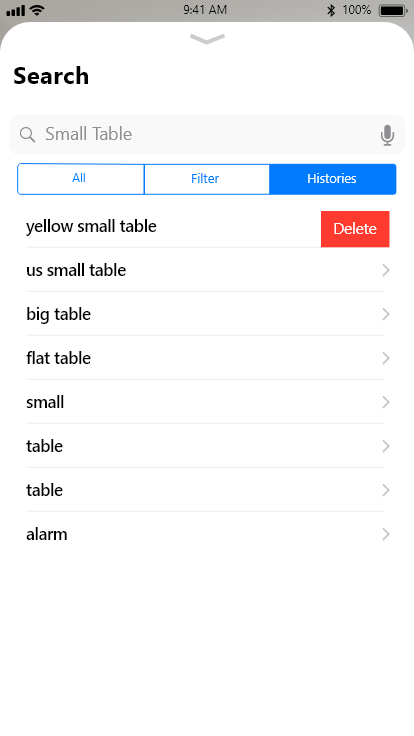 9:41 AM 100%
Search
Small Table
All Filter Histories
yellow small table Delete
us small table
big table
flat table
small
table
table
alarm